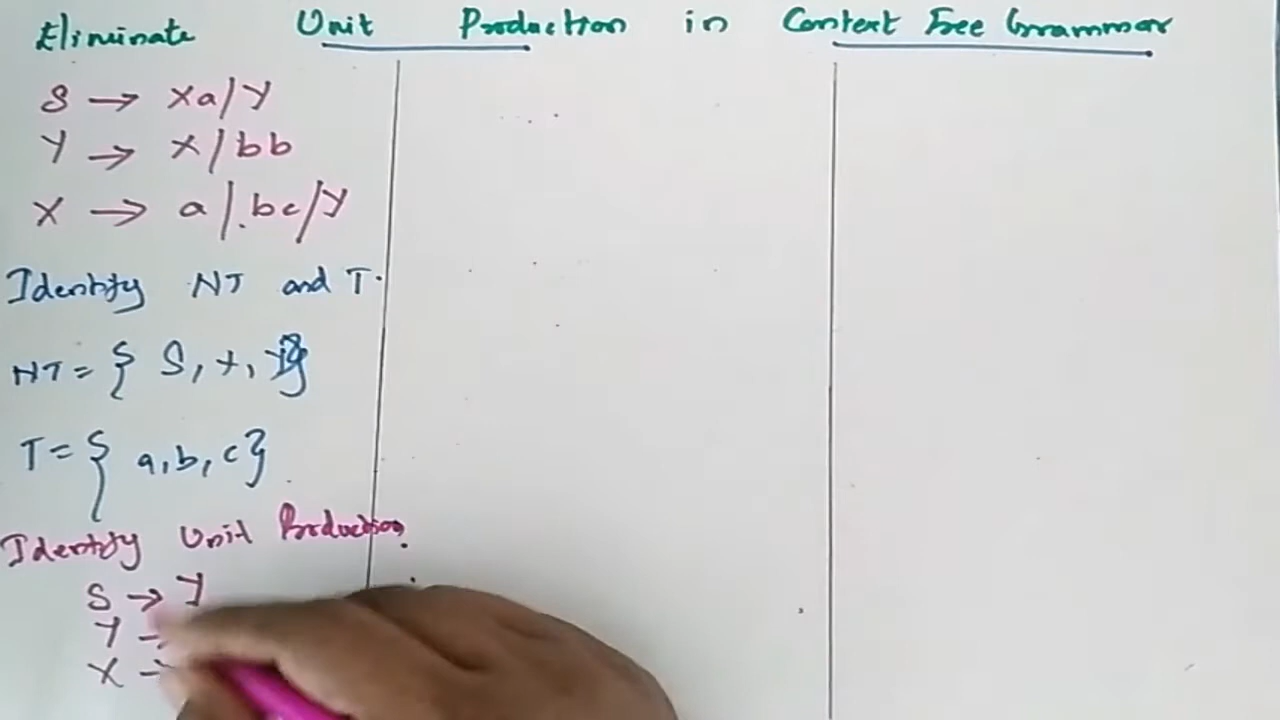 Eliminate Unit Production in Context Free Grammar
S → Xa/Y
Y → X/bb
X → a/.bc/Y
Identify NT and T.
NT = { S, X, Y}
T = { a, b, c }
Identify Unit Production.
S → Y
Y →
X →